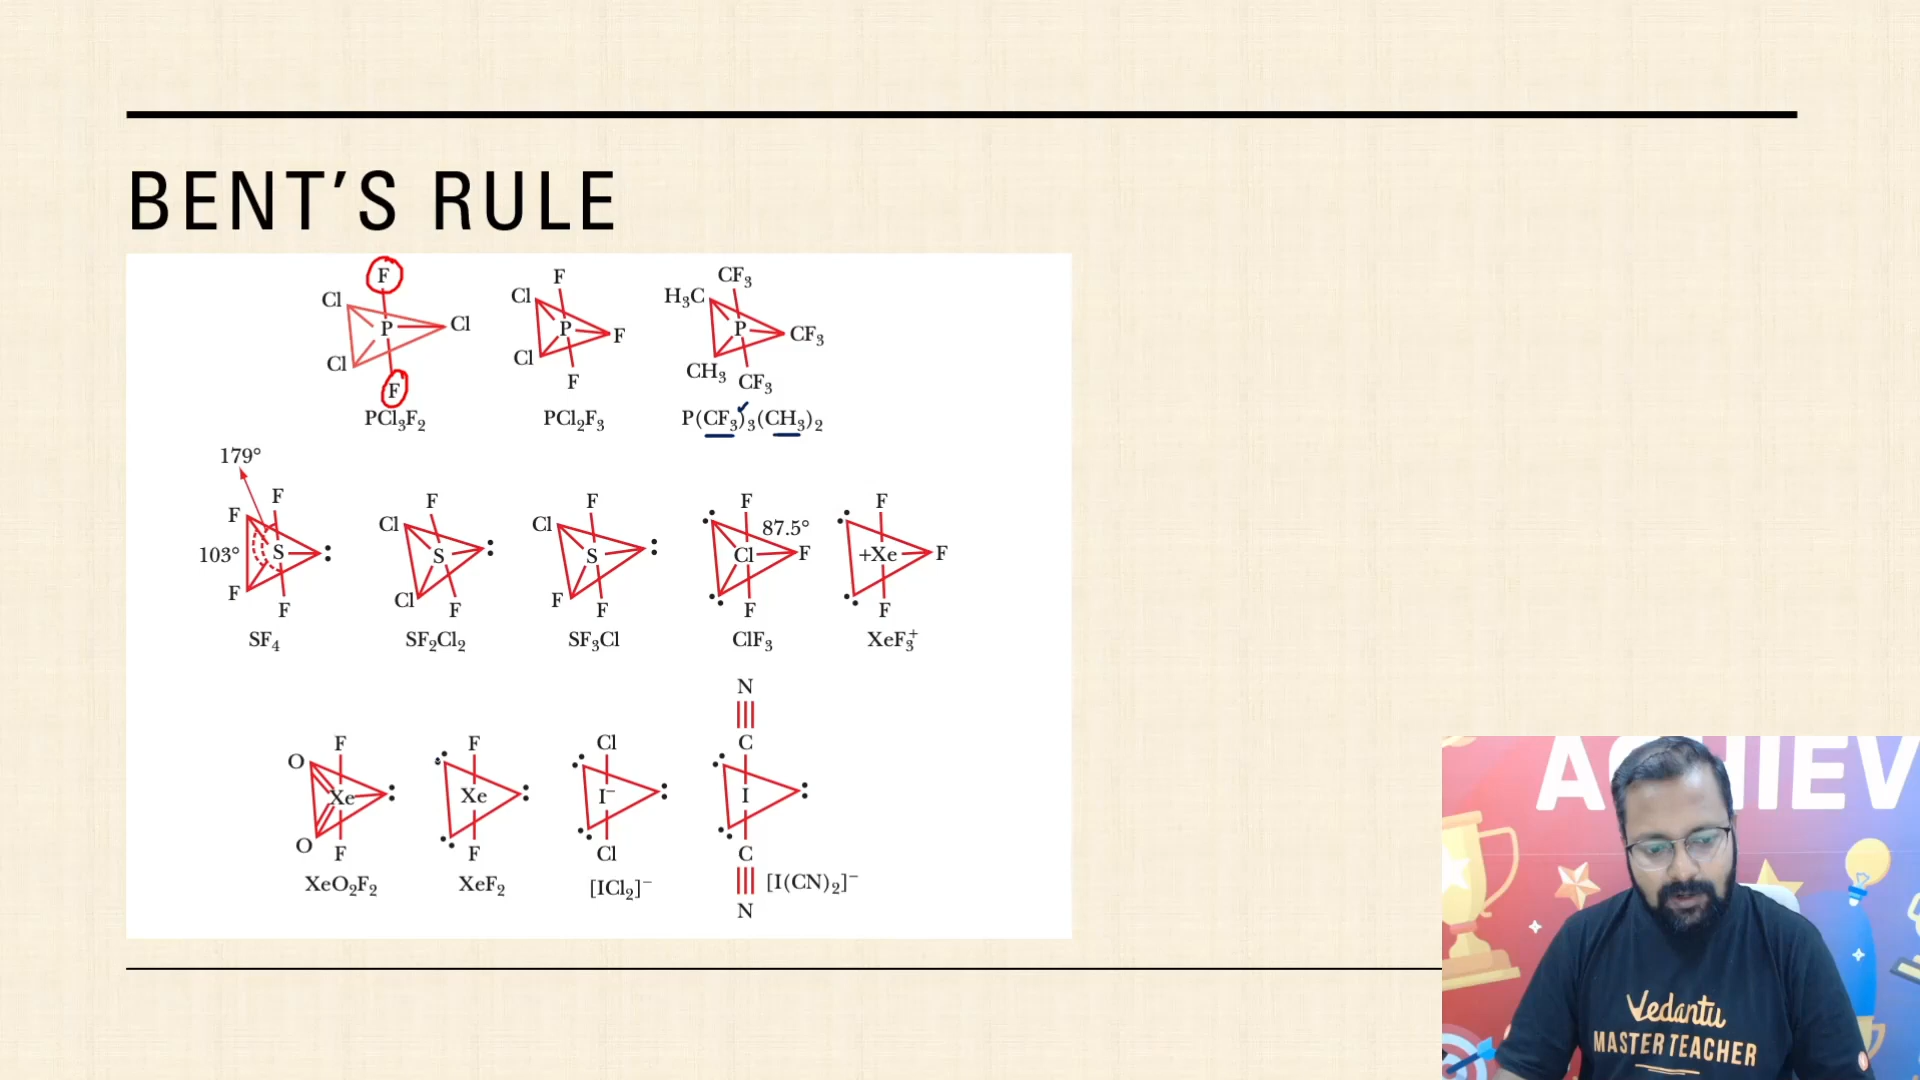 BENT'S RULE
F
Cl
P
Cl
Cl
F
PCl₃F₂
F
Cl
P
F
Cl
F
PCl₂F₃
CF₃
H₃C
P
CF₃
CH₃
CF₃
P(CF₃)₃(CH₃)₂
179°
F
F
103°
S
:
F
F
SF₄
F
Cl
S
:
Cl
F
SF₂Cl₂
F
Cl
S
:
F
F
SF₃Cl
F
:
87.5°
Cl
F
:
F
ClF₃
F
:
+Xe
F
:
F
XeF₃⁺
F
O
Xe
:
O
F
XeO₂F₂
F
:
Xe
:
:
F
XeF₂
Cl
:
I⁻
:
:
Cl
[ICl₂]⁻
N
C
:
I
:
:
C
[I(CN)₂]⁻
N
ACHIEV
Vedantu
MASTER TEACHER